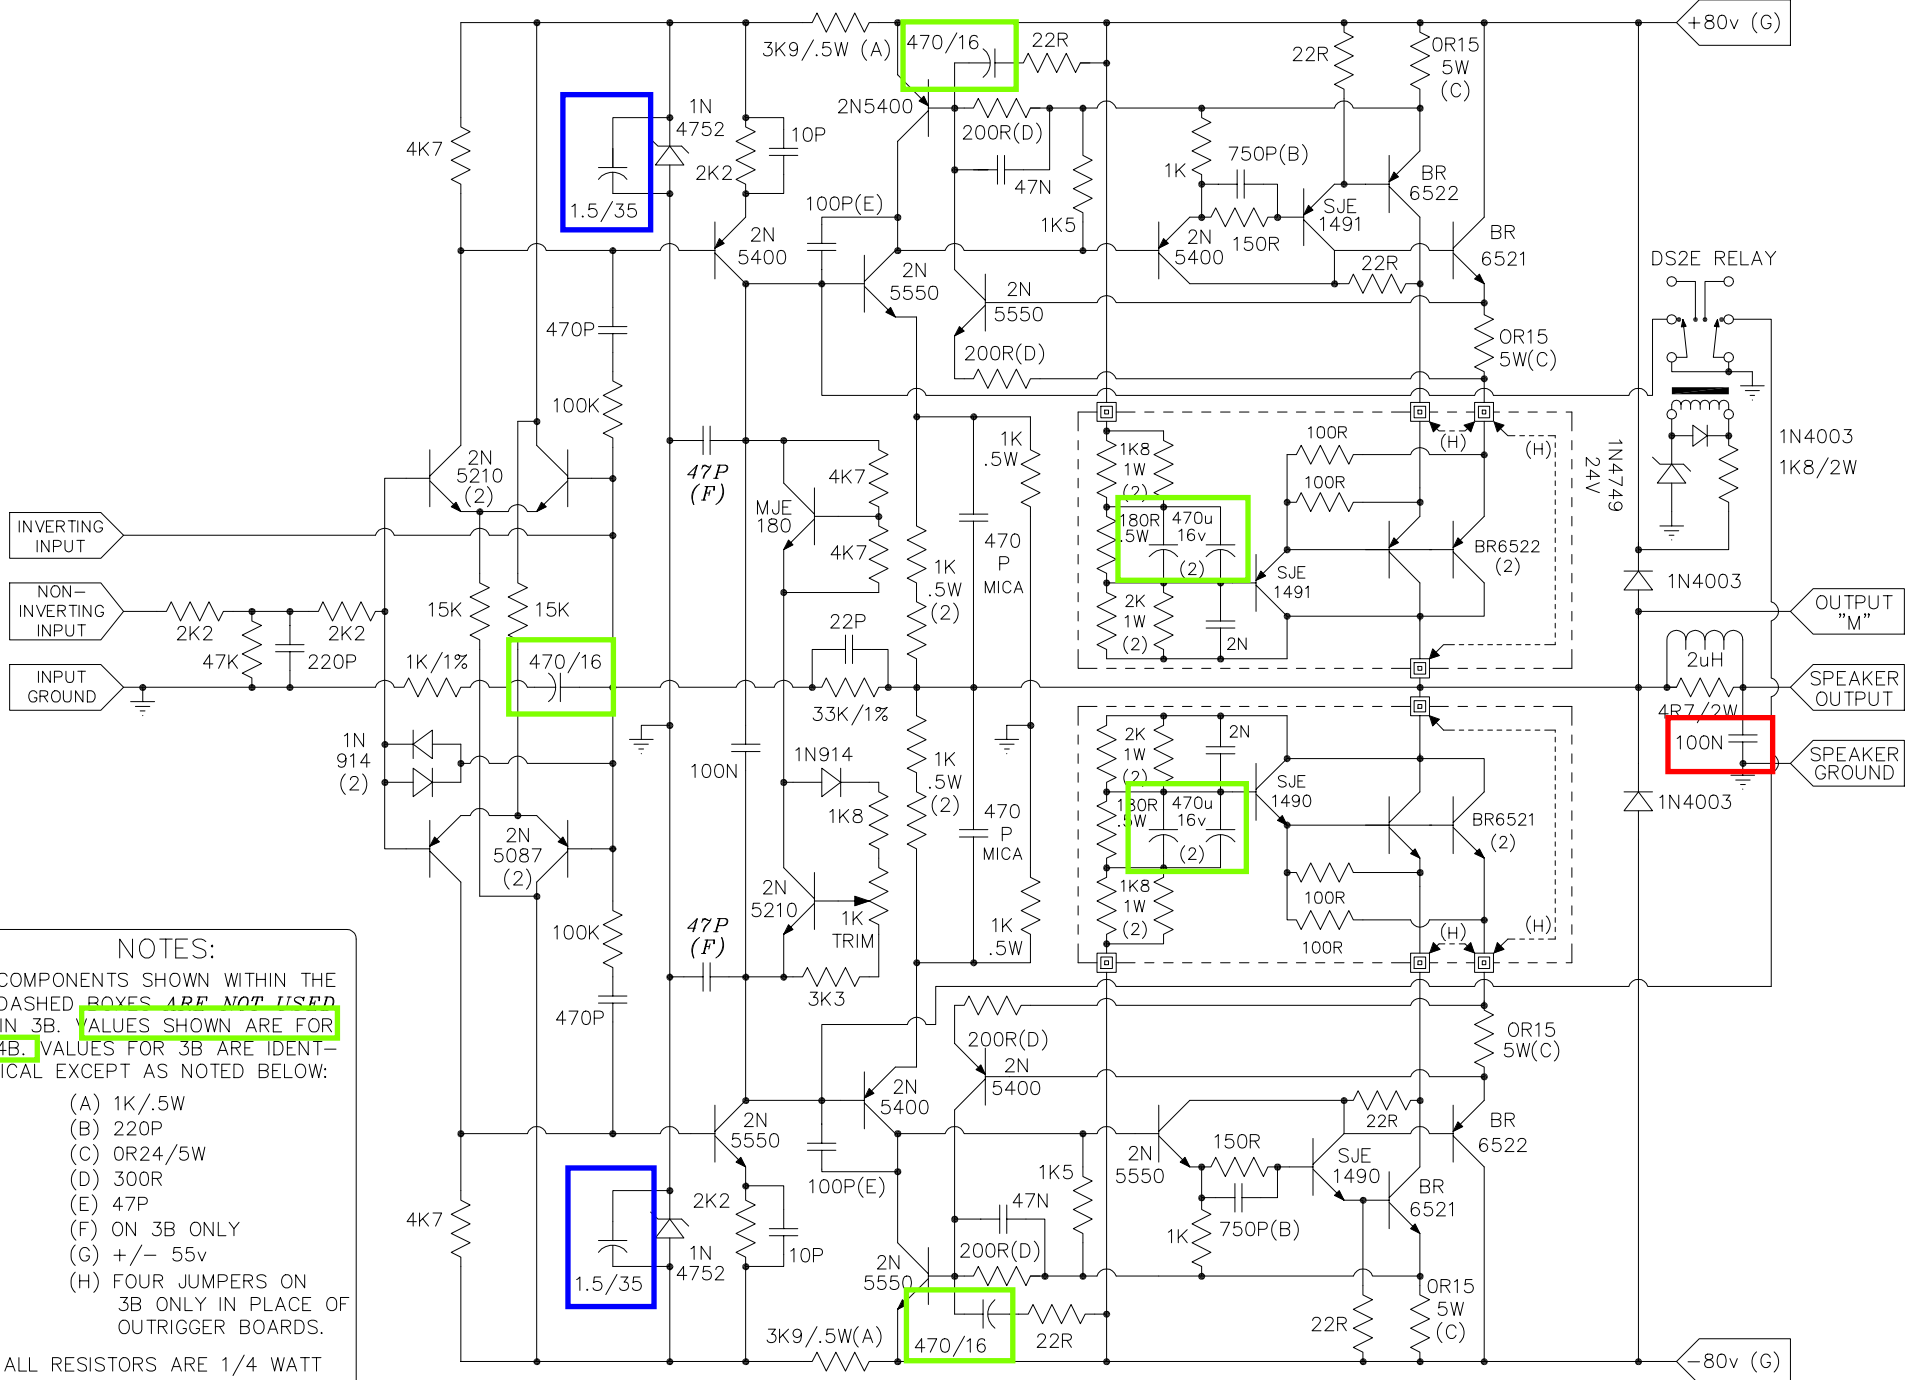 +80v (G)
3K9/.5W (A)
470/16
22R
22R
0R15
5W
(C)
1N
4752
10P
2N5400
200R(D)
4K7
2K2
750P(B)
1K
47N
BR
6522
1.5/35
100P(E)
1K5
SJE
1491
2N
5400
2N
5400
150R
BR
6521
DS2E RELAY
22R
2N
5550
2N
5550
470P
0R15
5W(C)
200R(D)
100K
1K
.5W
100R
(H)
(H)
1N4749
24V
1N4003
1K8/2W
1K8
1W
(2)
2N
5210
(2)
47P
(F)
4K7
100R
MJE
180
180R
.5W
470u
16v
(2)
INVERTING
INPUT
4K7
470
P
MICA
BR6522
(2)
1K
.5W
(2)
SJE
1491
1N4003
NON-
INVERTING
INPUT
15K
15K
2K
1W
(2)
OUTPUT
"M"
2K2
2K2
22P
2N
47K
220P
1K/1%
470/16
2uH
INPUT
GROUND
SPEAKER
OUTPUT
33K/1%
4R7/2W
1N
914
(2)
100N
1N914
1K
.5W
(2)
2K
1W
(2)
2N
100N
SPEAKER
GROUND
SJE
1490
1K8
180R
.5W
470u
16v
(2)
1N4003
470
P
MICA
BR6521
(2)
2N
5087
(2)
2N
5210
1K
TRIM
1K8
1W
(2)
100R
100K
47P
(F)
1K
.5W
100R
(H)
(H)
3K3
470P
200R(D)
0R15
5W(C)
2N
5400
2N
5400
22R
BR
6522
2N
5550
2N
5550
150R
SJE
1490
100P(E)
1K5
BR
6521
4K7
2K2
47N
750P(B)
1K
10P
200R(D)
1N
4752
1.5/35
2N
5550
0R15
5W
(C)
22R
3K9/.5W(A)
470/16
22R
-80v (G)
NOTES:
COMPONENTS SHOWN WITHIN THE
DASHED BOXES ARE NOT USED
IN 3B. VALUES SHOWN ARE FOR
4B. VALUES FOR 3B ARE IDENT-
ICAL EXCEPT AS NOTED BELOW:
(A) 1K/.5W
(B) 220P
(C) 0R24/5W
(D) 300R
(E) 47P
(F) ON 3B ONLY
(G) +/- 55v
(H) FOUR JUMPERS ON
3B ONLY IN PLACE OF
OUTRIGGER BOARDS.
ALL RESISTORS ARE 1/4 WATT